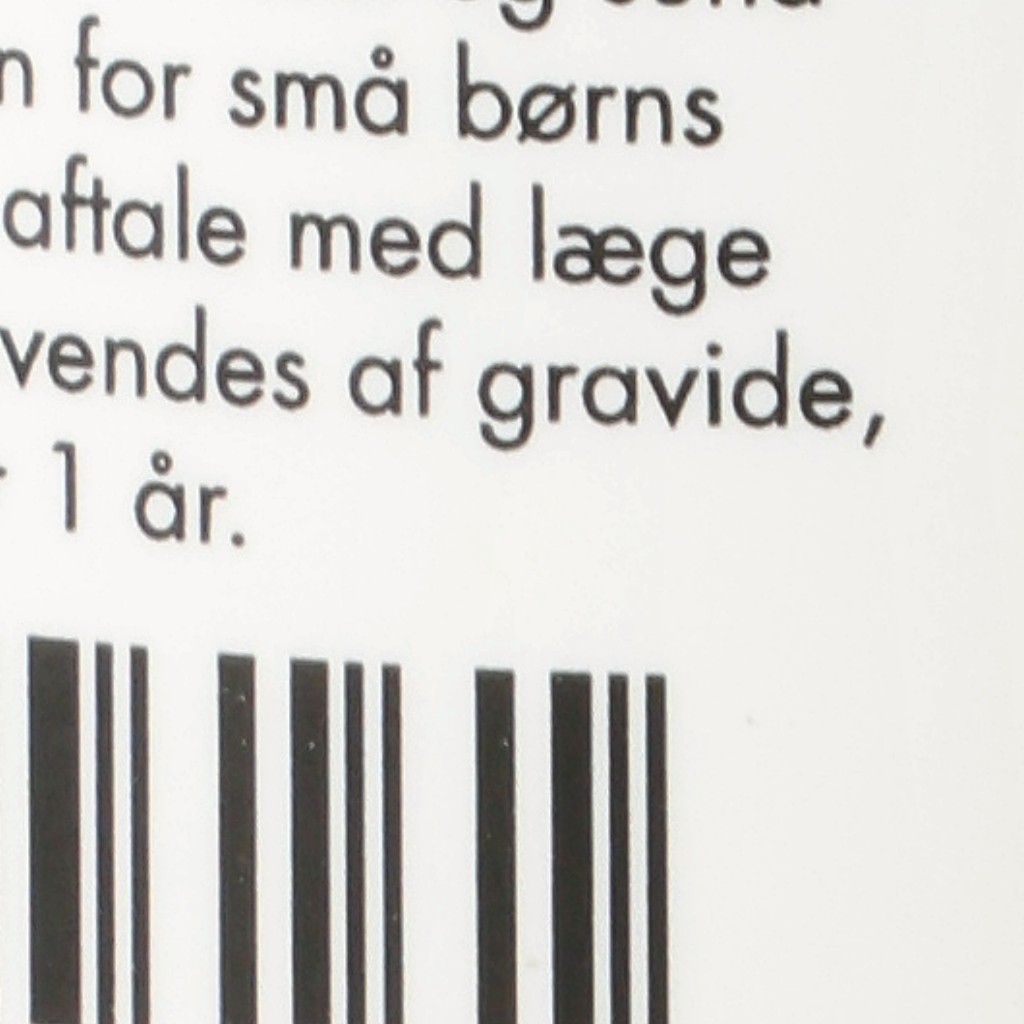 for små børns
aftale med læge
vendes af gravide,
1 år.